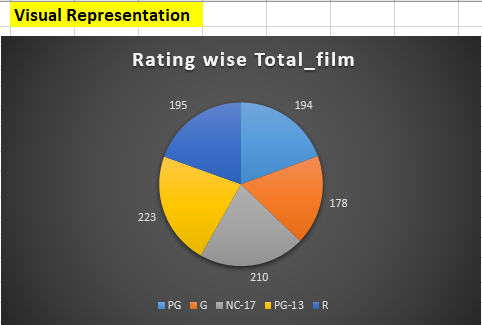 Visual Representation
Rating wise Total_film
195
194
223
178
210
PG G NC-17 PG-13 R